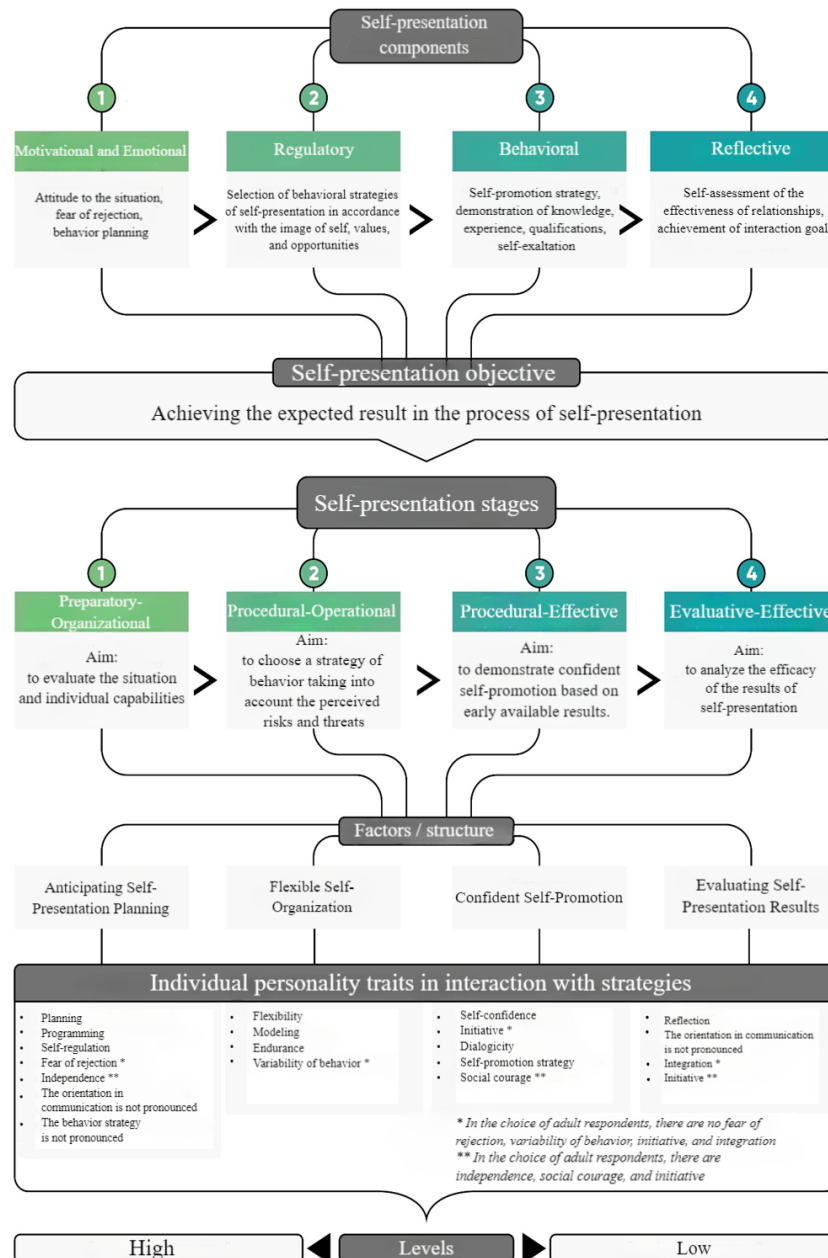 Self-presentation
components
1
2
3
4
Motivational and Emotional
Attitude to the situation,
fear of rejection,
behavior planning
Regulatory
Selection of behavioral strategies
of self-presentation in accordance
with the image of self, values,
and opportunities
Behavioral
Self-promotion strategy,
demonstration of knowledge,
experience, qualifications,
self-exaltation
Reflective
Self-assessment of the
effectiveness of relationships,
achievement of interaction goal
Self-presentation objective
Achieving the expected result in the process of self-presentation
Self-presentation stages
1
2
3
4
Preparatory-
Organizational
Aim:
to evaluate the situation
and individual capabilities
Procedural-Operational
Aim:
to choose a strategy of
behavior taking into
account the perceived
risks and threats
Procedural-Effective
Aim:
to demonstrate confident
self-promotion based on
early available results.
Evaluative-Effective
Aim:
to analyze the efficacy
of the results of
self-presentation
Factors / structure
Anticipating Self-
Presentation Planning
Flexible Self-
Organization
Confident Self-Promotion
Evaluating Self-
Presentation Results
Individual personality traits in interaction with strategies
• Planning
• Programming
• Self-regulation
• Fear of rejection *
• Independence **
• The orientation in
communication is not pronounced
• The behavior strategy
is not pronounced
• Flexibility
• Modeling
• Endurance
• Variability of behavior *
• Self-confidence
• Initiative *
• Dialogicity
• Self-promotion strategy
• Social courage **
• Reflection
• The orientation in communication
is not pronounced
• Integration *
• Initiative **
* In the choice of adult respondents, there are no fear of
rejection, variability of behavior, initiative, and integration
** In the choice of adult respondents, there are
independence, social courage, and initiative
High
Levels
Low